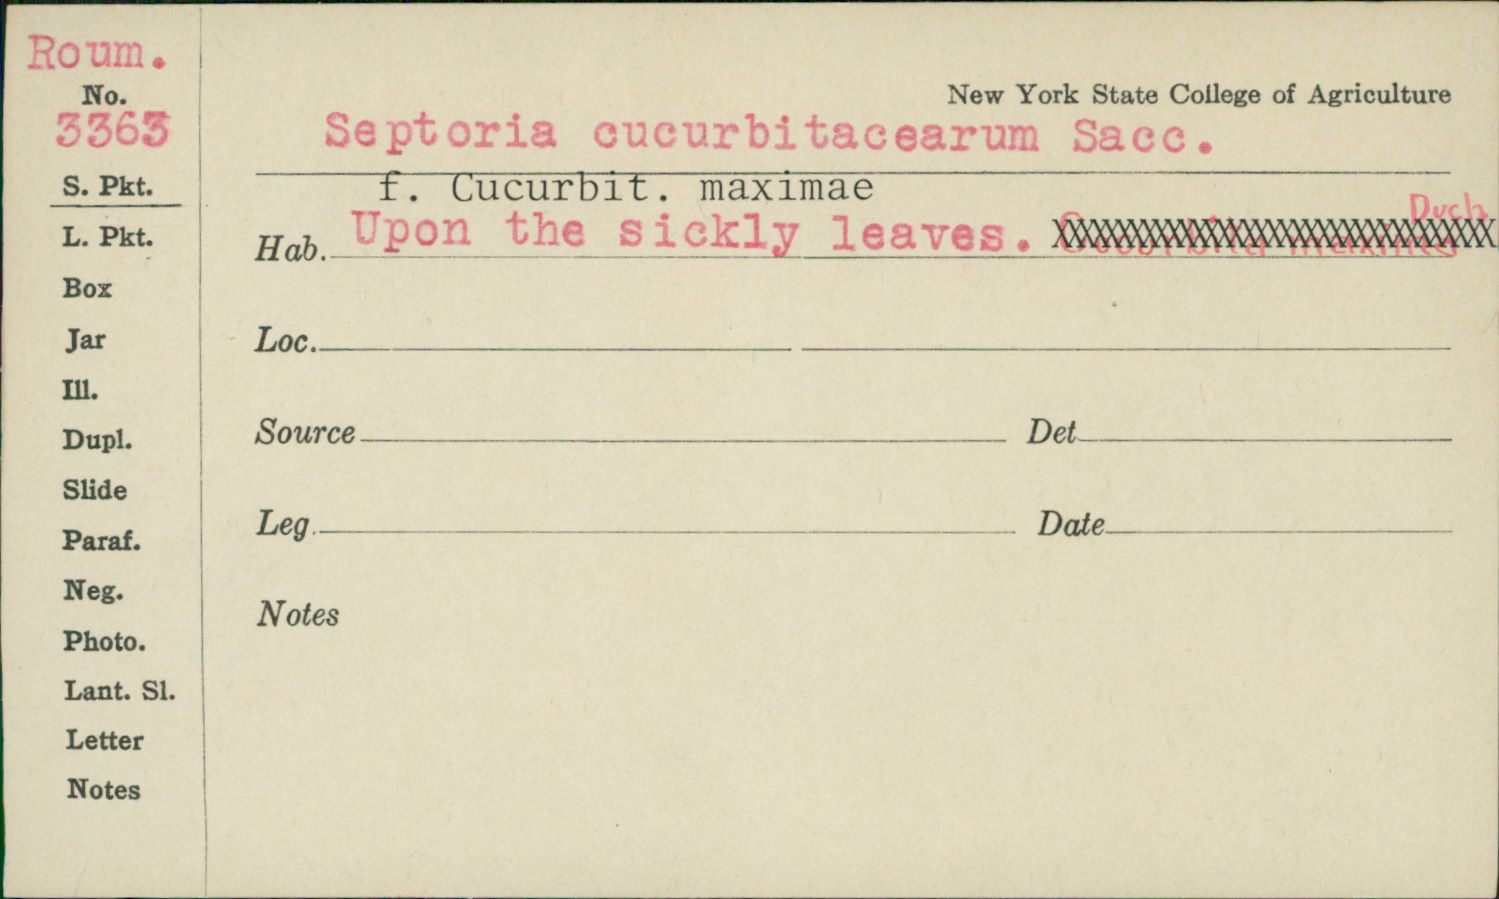 Roum.
No.
3363
S. Pkt.
L. Pkt.
Box
Jar
Ill.
Dupl.
Slide
Paraf.
Neg.
Photo.
Lant. Sl.
Letter
Notes
New York State College of Agriculture
Septoria cucurbitacearum Sacc.
f. Cucurbit. maximae
Duch
Hab. Upon the sickly leaves. Cucurbita maxima
Loc.
Source Det
Leg. Date
Notes